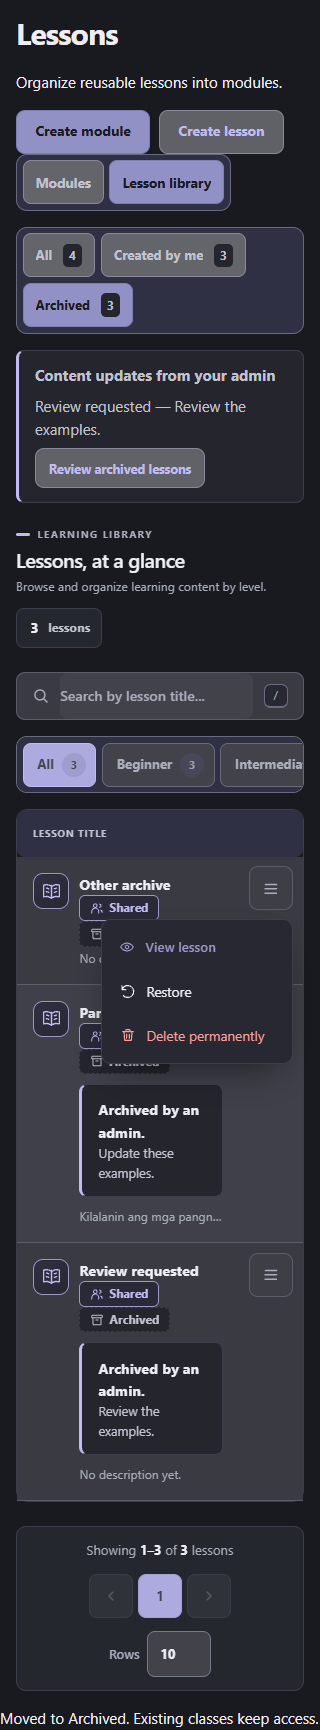 Lessons
Organize reusable lessons into modules.
Create module
Create lesson
Modules
Lesson library
All 4
Created by me 3
Archived 3
Content updates from your admin
Review requested — Review the
examples.
Review archived lessons
LEARNING LIBRARY
Lessons, at a glance
Browse and organize learning content by level.
3 lessons
Search by lesson title... /
All 3
Beginner 3
Intermedia
LESSON TITLE
Other archive
Shared
View lesson
Restore
Delete permanently
Archived by an
admin.
Update these
examples.
Kilalanin ang mga pangn...
Review requested
Shared
Archived
Archived by an
admin.
Review the
examples.
No description yet.
Showing 1–3 of 3 lessons
1
Rows 10
Moved to Archived. Existing classes keep access.